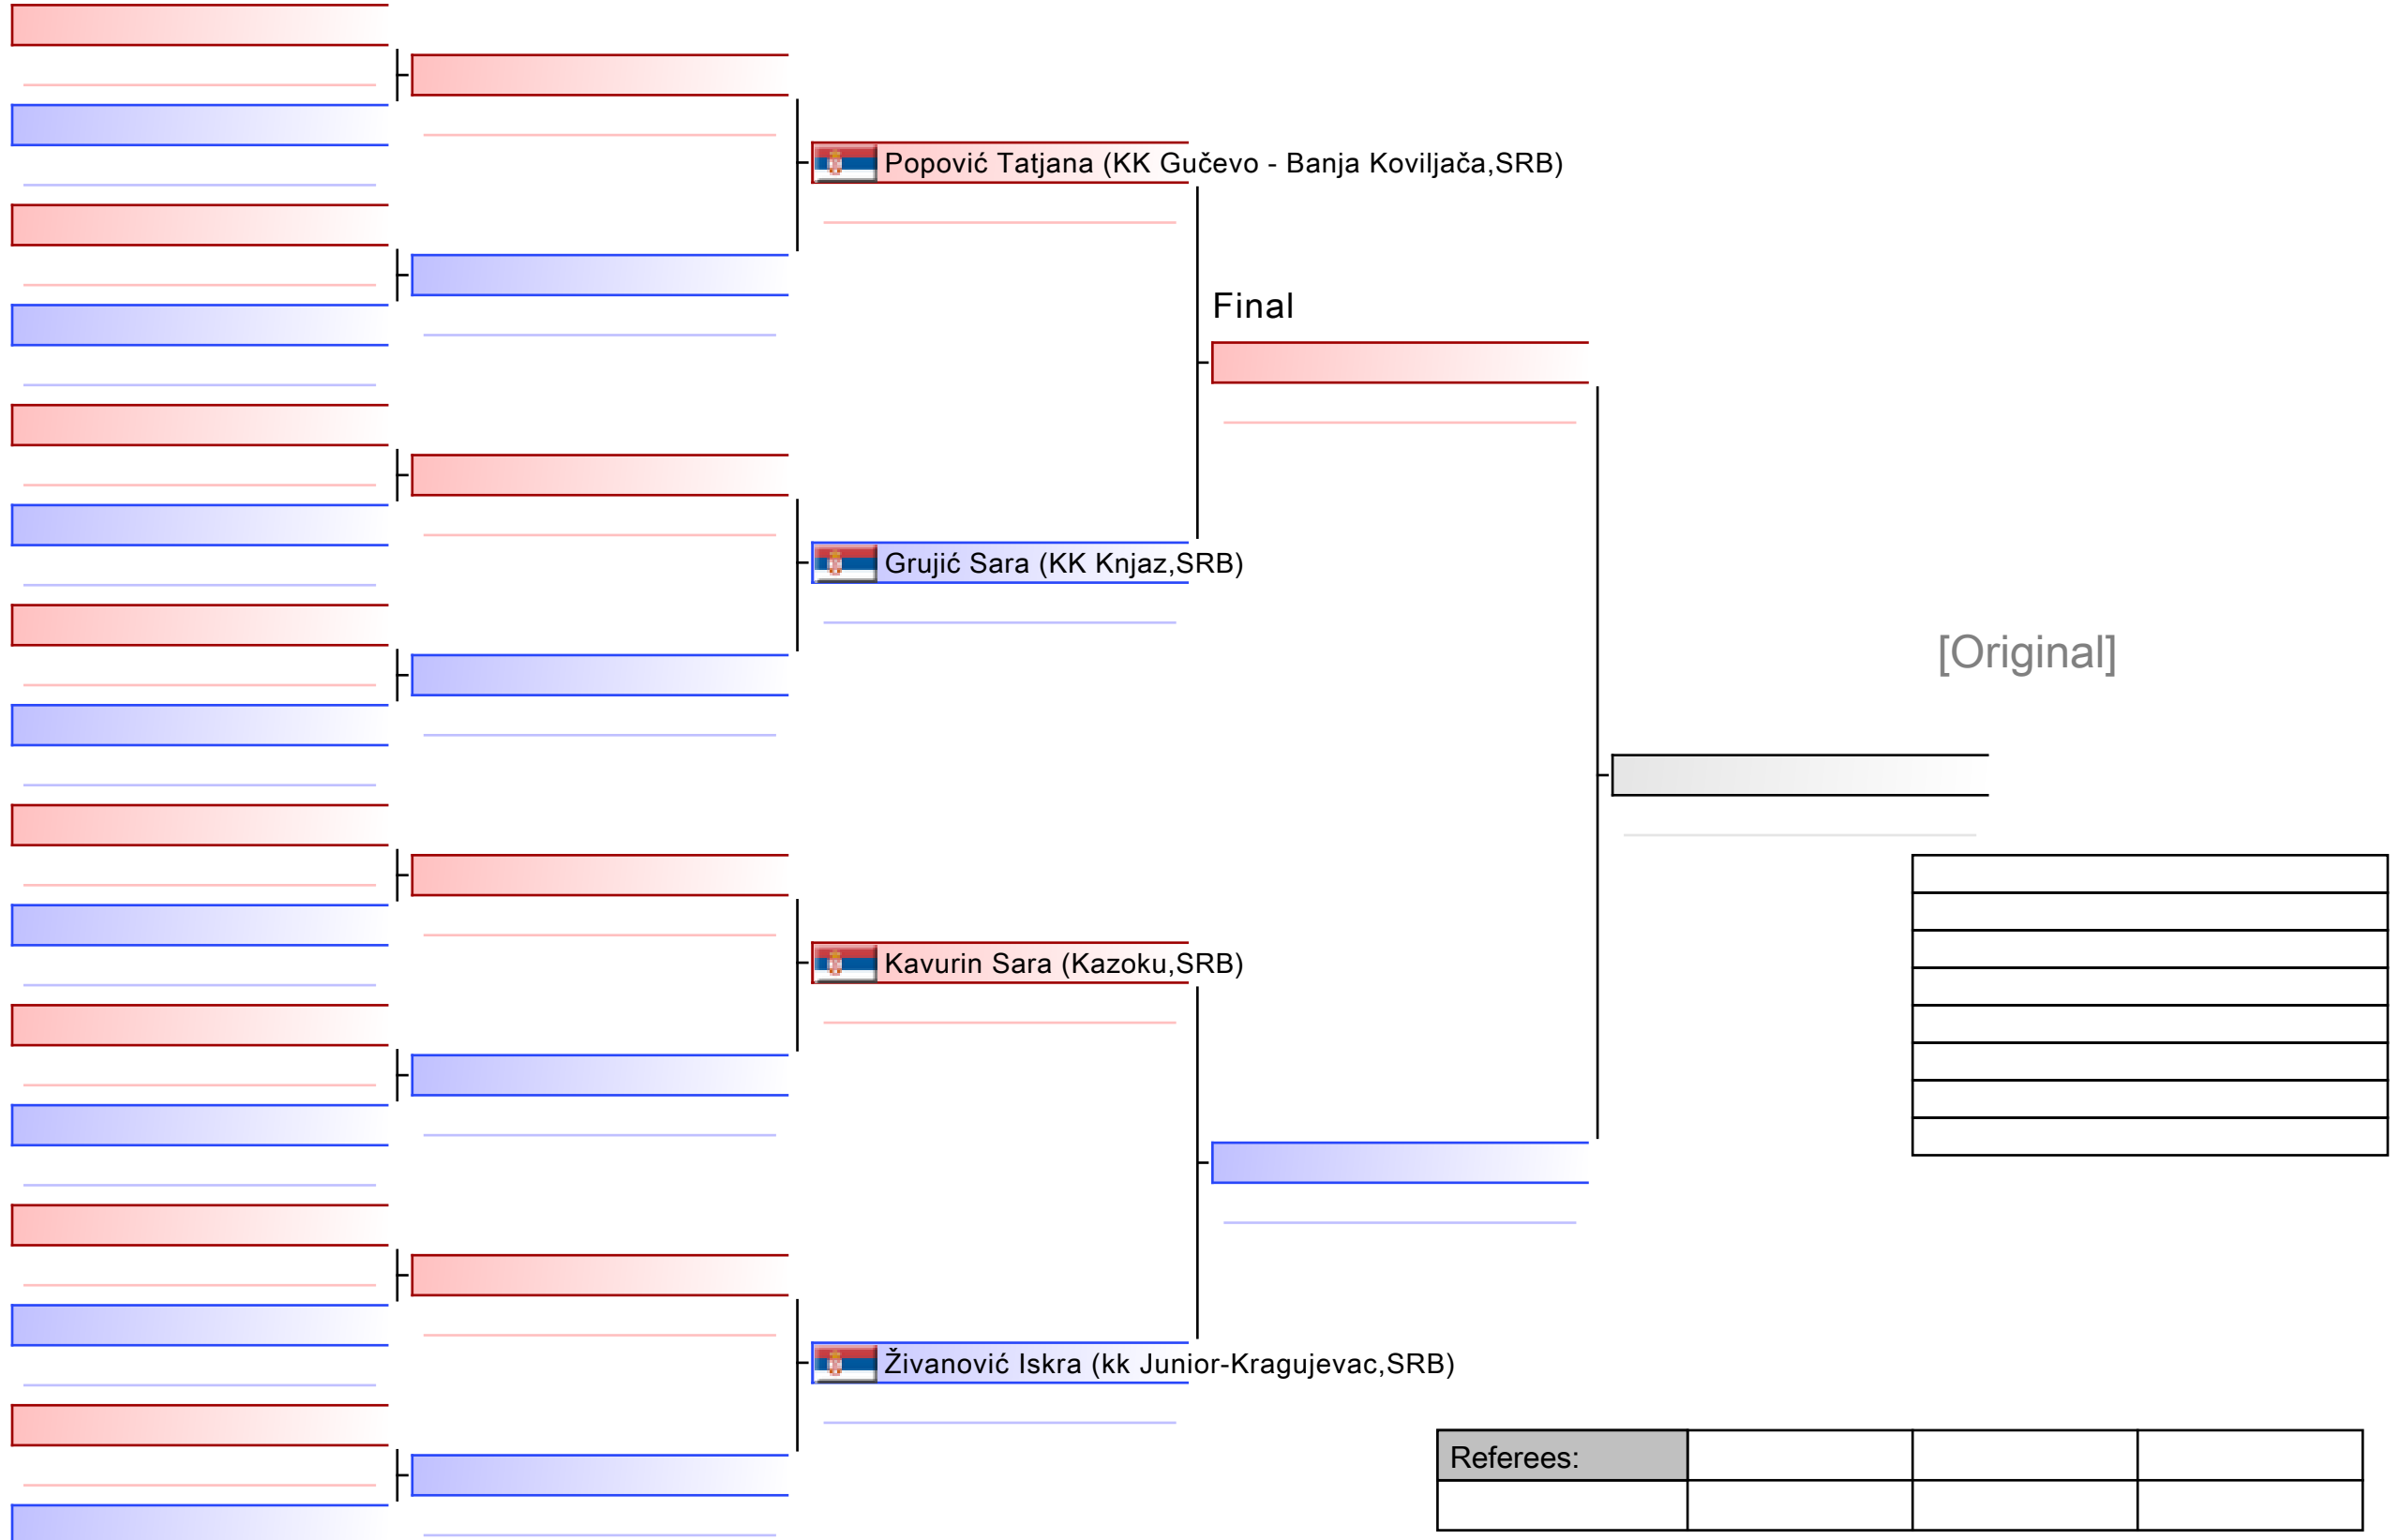 Popović Tatjana (KK Gučevo - Banja Koviljača,SRB)
Final
Grujić Sara (KK Knjaz,SRB)
[Original]
Kavurin Sara (Kazoku,SRB)
Živanović Iskra (kk Junior-Kragujevac,SRB)
Referees: